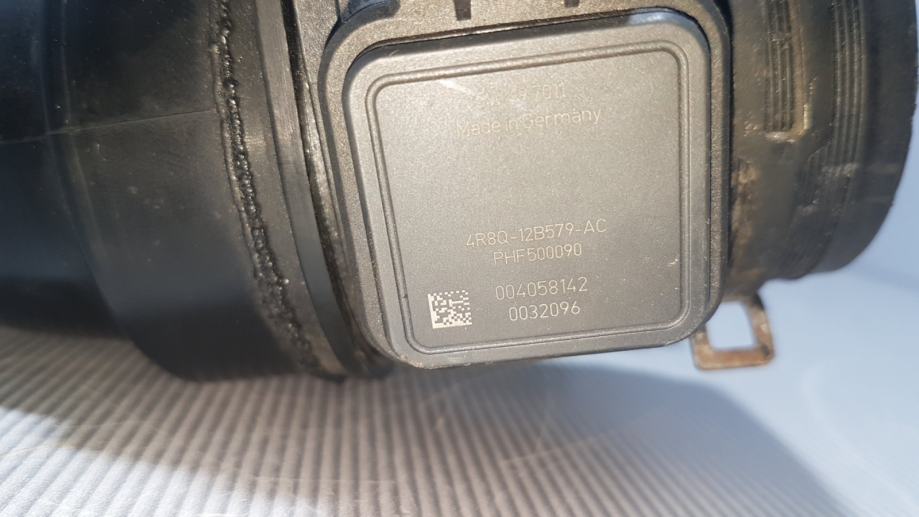 Made in Germany
4R8Q-12B579-AC
PHF500090
004058142
0032096